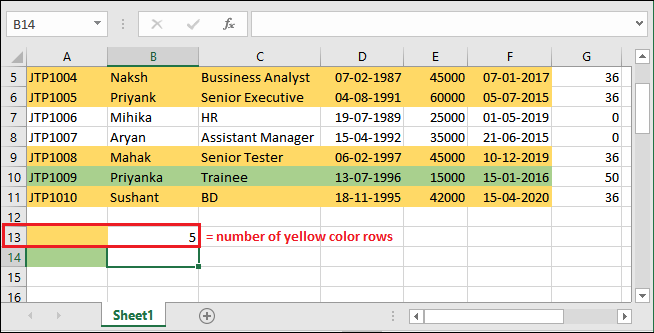 B14 fx
A B C D E F G
5 JTP1004 Naksh Bussiness Analyst 07-02-1987 45000 07-01-2017 36
6 JTP1005 Priyank Senior Executive 04-08-1991 60000 05-07-2015 36
7 JTP1006 Mihika HR 19-07-1989 25000 01-05-2019 0
8 JTP1007 Aryan Assistant Manager 15-04-1992 35000 21-06-2015 0
9 JTP1008 Mahak Senior Tester 06-02-1997 45000 10-12-2019 36
10 JTP1009 Priyanka Trainee 13-07-1996 15000 15-01-2016 50
11 JTP1010 Sushant BD 18-11-1995 42000 15-04-2020 36
12
13 5 = number of yellow color rows
14
15
16
Sheet1